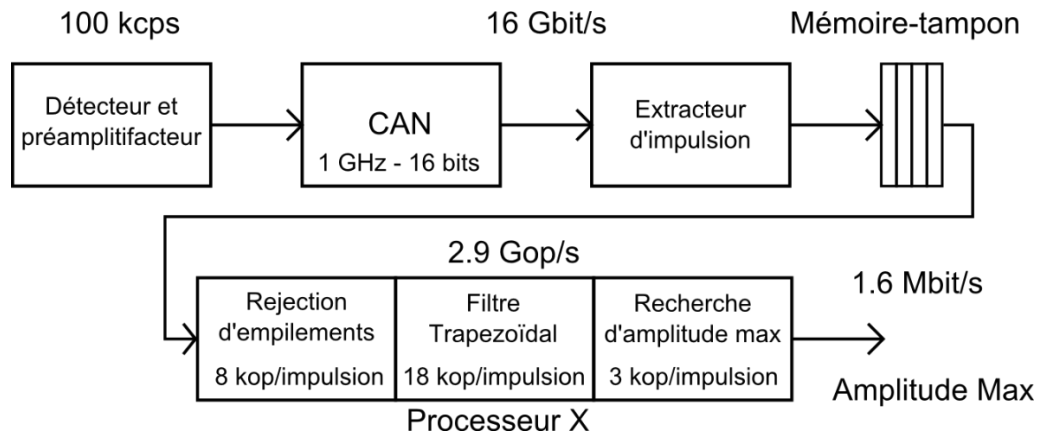 100 kcps
16 Gbit/s
Mémoire-tampon
Détecteur et
préamplitifacteur
CAN
1 GHz - 16 bits
Extracteur
d'impulsion
2.9 Gop/s
1.6 Mbit/s
Rejection
d'empilements
8 kop/impulsion
Filtre
Trapezoïdal
18 kop/impulsion
Recherche
d'amplitude max
3 kop/impulsion
Amplitude Max
Processeur X